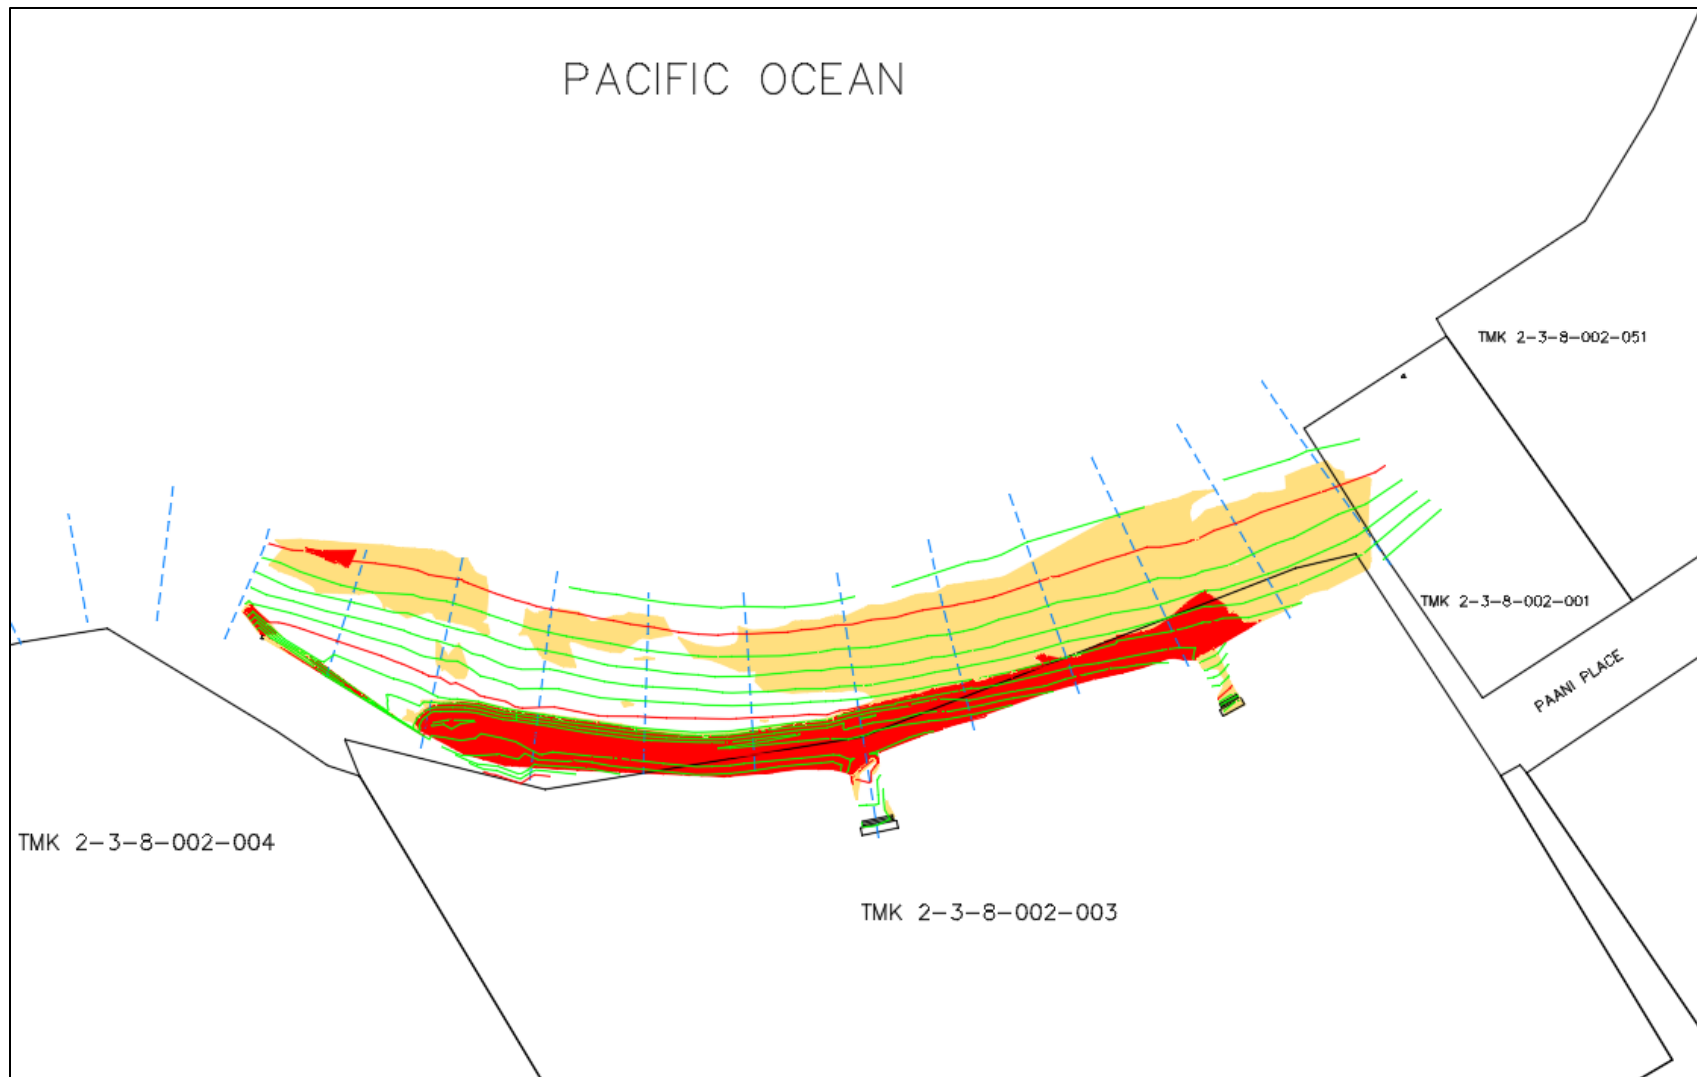 PACIFIC OCEAN
TMK 2-3-8-002-051
TMK 2-3-8-002-001
PAANI PLACE
TMK 2-3-8-002-004
TMK 2-3-8-002-003